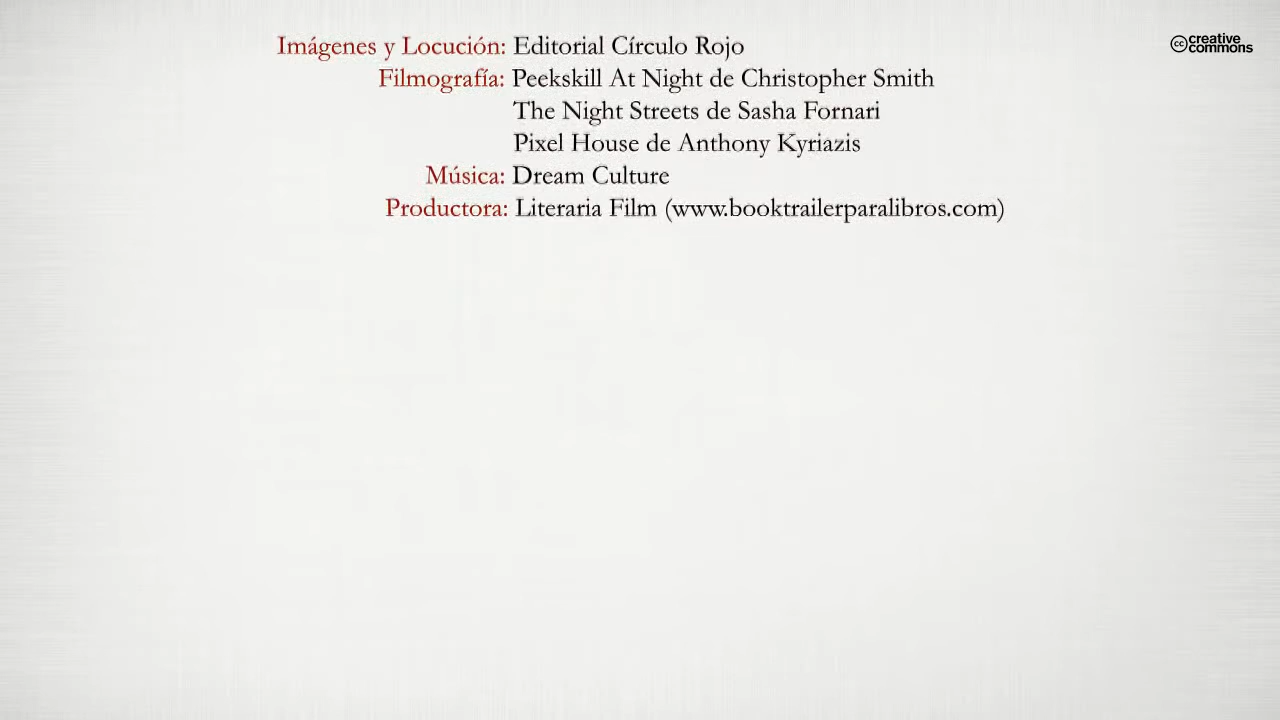 Imágenes y Locución: Editorial Círculo Rojo
Filmografía: Peekskill At Night de Christopher Smith
The Night Streets de Sasha Fornari
Pixel House de Anthony Kyriazis
Música: Dream Culture
Productora: Literaria Film (www.booktrailerparalibros.com)
cc creative
commons